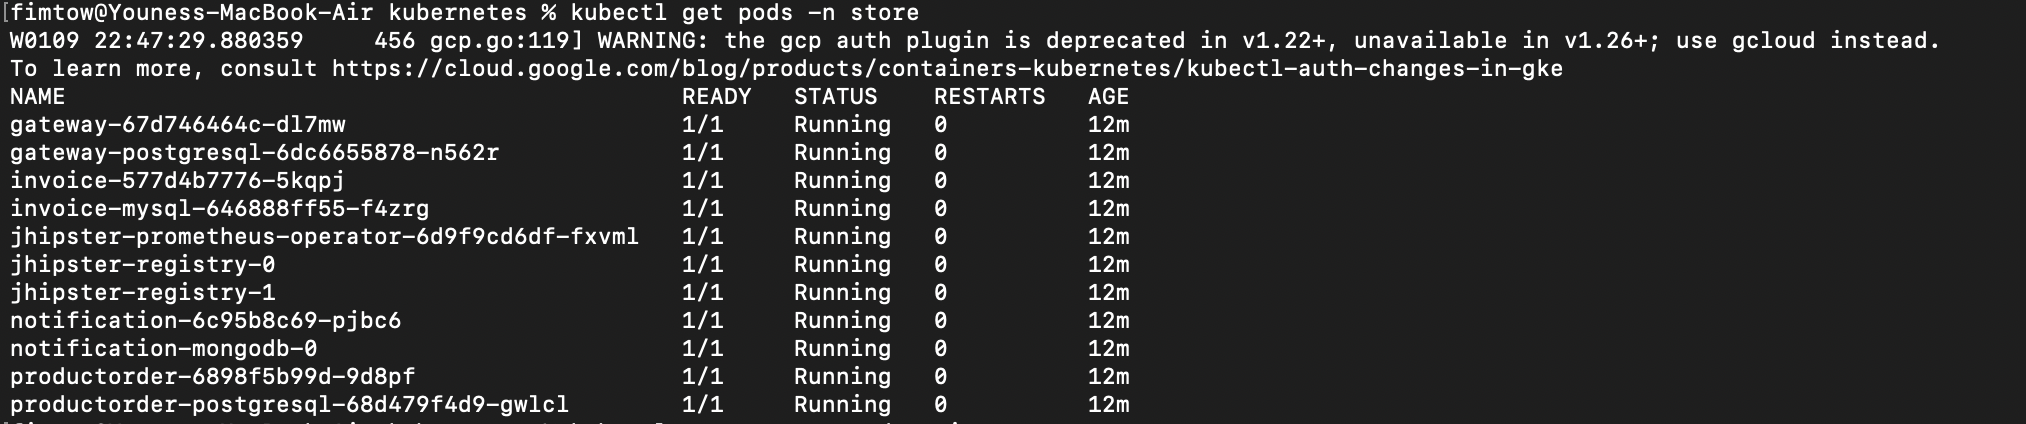 [fimtow@Youness-MacBook-Air kubernetes % kubectl get pods -n store
W0109 22:47:29.880359     456 gcp.go:119] WARNING: the gcp auth plugin is deprecated in v1.22+, unavailable in v1.26+; use gcloud instead.
To learn more, consult https://cloud.google.com/blog/products/containers-kubernetes/kubectl-auth-changes-in-gke
NAME READY STATUS RESTARTS AGE
gateway-67d746464c-dl7mw 1/1 Running 0 12m
gateway-postgresql-6dc6655878-n562r 1/1 Running 0 12m
invoice-577d4b7776-5kqpj 1/1 Running 0 12m
invoice-mysql-646888ff55-f4zrg 1/1 Running 0 12m
jhipster-prometheus-operator-6d9f9cd6df-fxvml 1/1 Running 0 12m
jhipster-registry-0 1/1 Running 0 12m
jhipster-registry-1 1/1 Running 0 12m
notification-6c95b8c69-pjbc6 1/1 Running 0 12m
notification-mongodb-0 1/1 Running 0 12m
productorder-6898f5b99d-9d8pf 1/1 Running 0 12m
productorder-postgresql-68d479f4d9-gwlcl 1/1 Running 0 12m